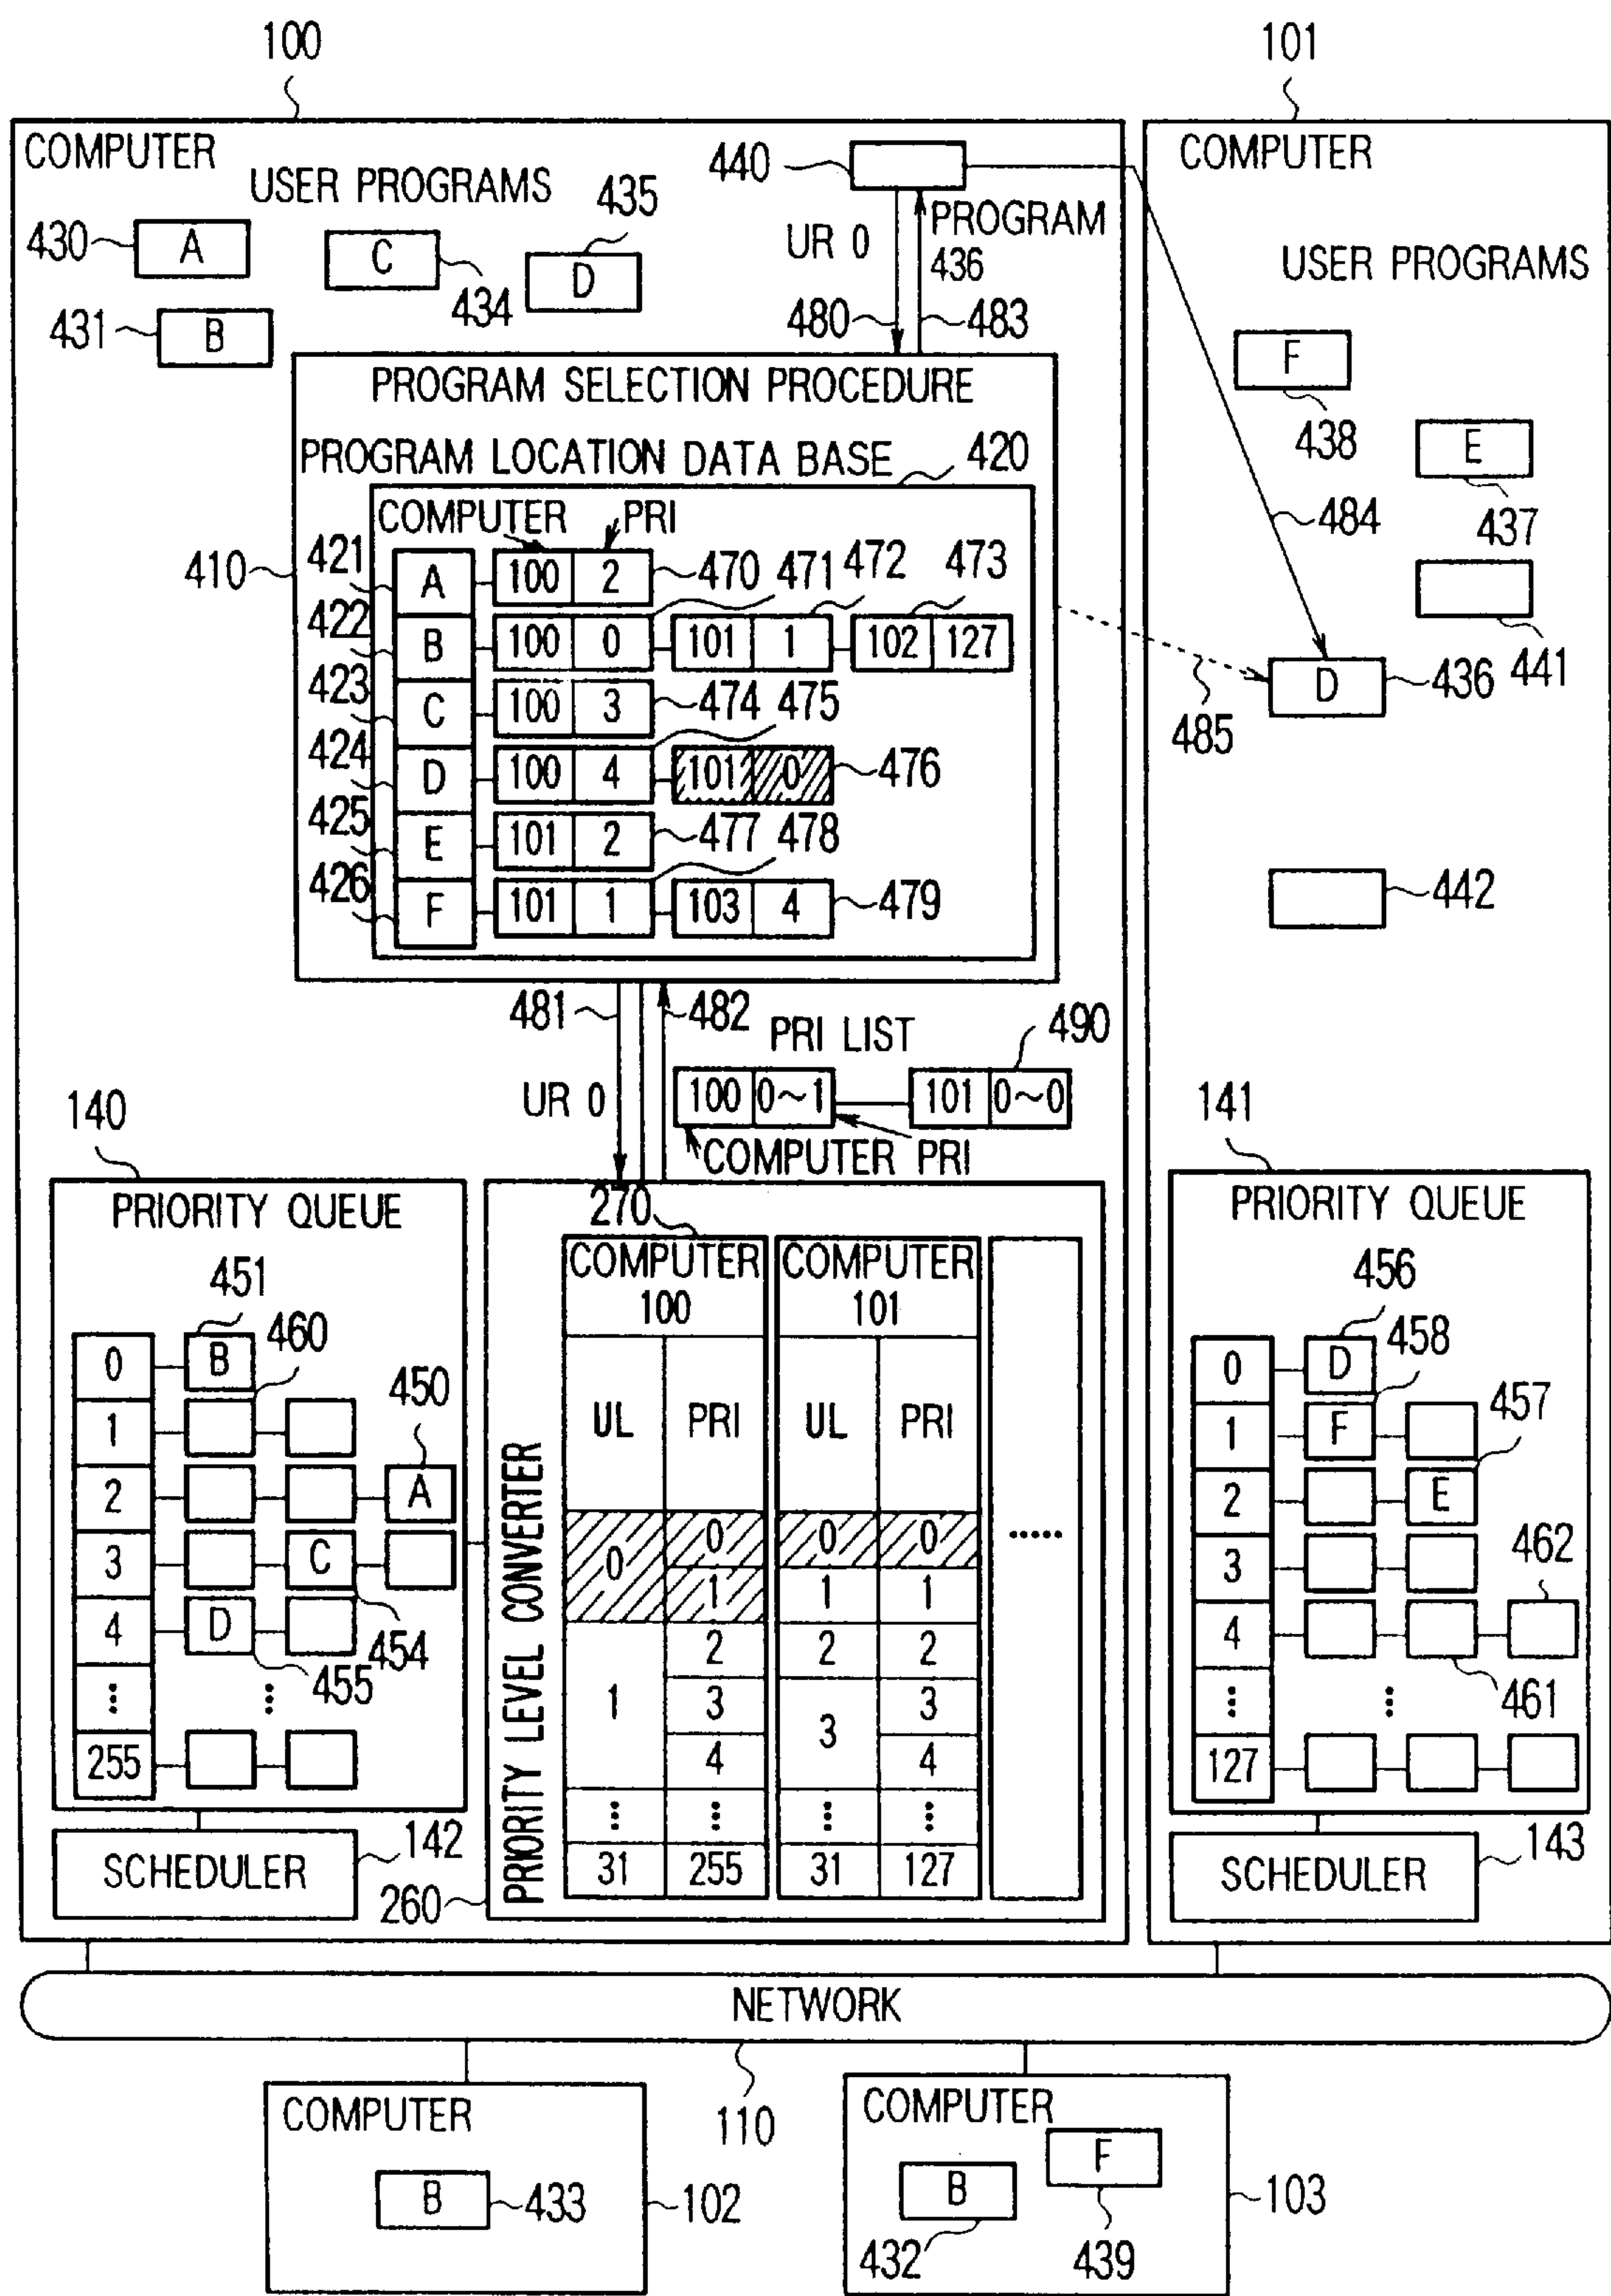 100
101
COMPUTER
USER PROGRAMS
430
A
431
B
C
434
435
D
440
UR 0
PROGRAM
436
480
483
COMPUTER
USER PROGRAMS
F
438
E
437
441
484
D
436
485
442
PROGRAM SELECTION PROCEDURE
PROGRAM LOCATION DATA BASE
420
410
COMPUTER PRI
421 A 100 2 470 471 472 473
422 B 100 0 101 1 102 127
423 C 100 3 474 475
424 D 100 4 101 0 476
425 E 101 2 477 478
426 F 101 1 103 4 479
481
482
UR 0
PRI LIST
490
100 0~1 101 0~0
COMPUTER PRI
140
PRIORITY QUEUE
451
460
450
0 B
1
2 A
3 C
4 D
454
455
⋮ ⋮
255
SCHEDULER
142
PRIORITY LEVEL CONVERTER
260
270
COMPUTER 100
COMPUTER 101
UL PRI UL PRI
0 0 0 0
1 1 1
2 2 2
1 3 3 3
4 4
⋮ ⋮ ⋮ ⋮
31 255 31 127
.....
141
PRIORITY QUEUE
456
458
457
0 D
1 F
2 E
3
462
4
461
⋮ ⋮
127
SCHEDULER
143
NETWORK
110
COMPUTER
B
433
102
COMPUTER
B
432
F
439
103